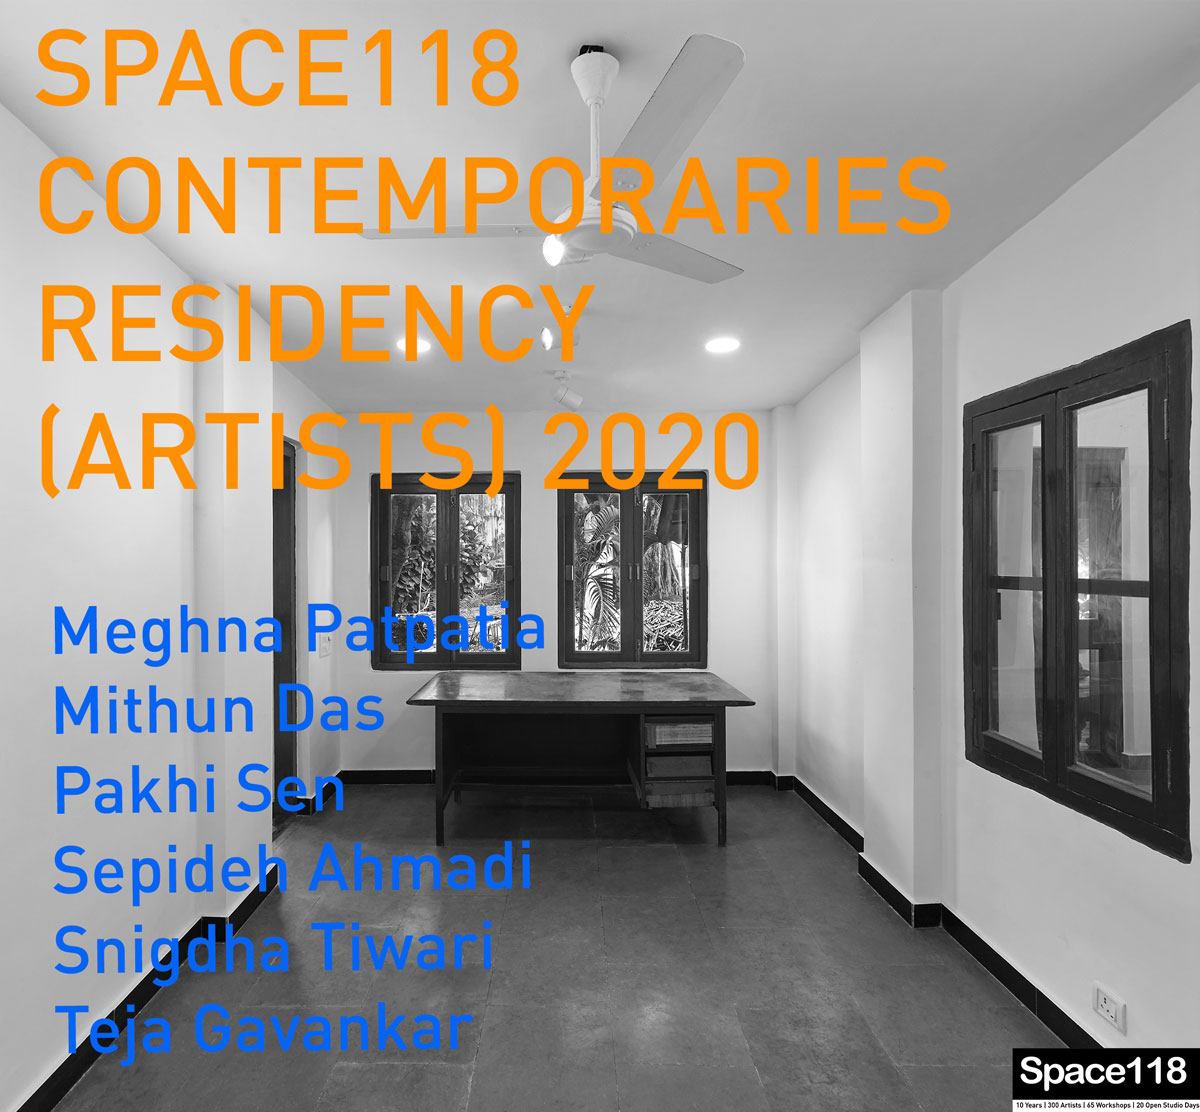 SPACE118
CONTEMPORARIES
RESIDENCY
(ARTISTS) 2020
Meghna Patpatia
Mithun Das
Pakhi Sen
Sepideh Ahmadi
Snigdha Tiwari
Teja Gavankar
Space118
10 Years | 300 Artists | 65 Workshops | 20 Open Studio Days